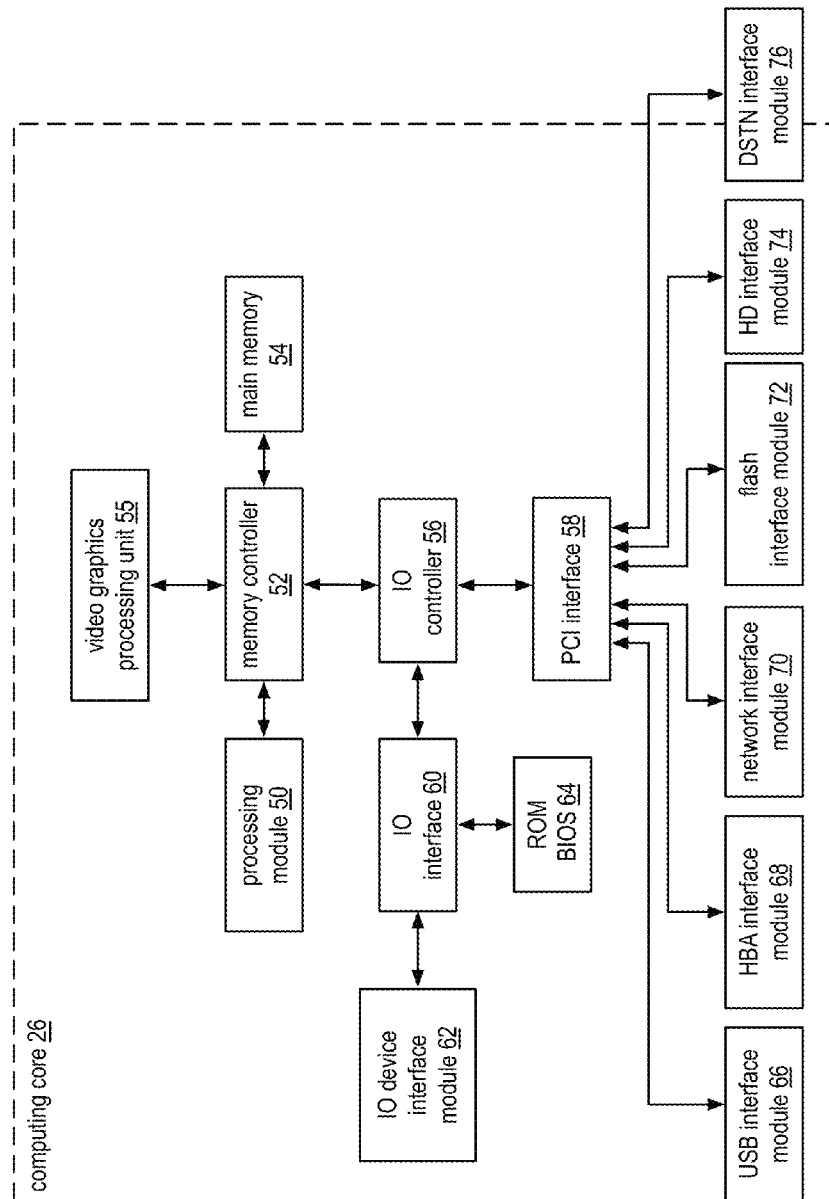 computing core 26
video graphics
processing unit 55
processing
module 50
memory controller
52
main memory
54
IO device
interface
module 62
IO
interface 60
IO
controller 56
ROM
BIOS 64
PCI interface 58
USB interface
module 66
HBA interface
module 68
network interface
module 70
flash
interface module 72
HD interface
module 74
DSTN interface
module 76